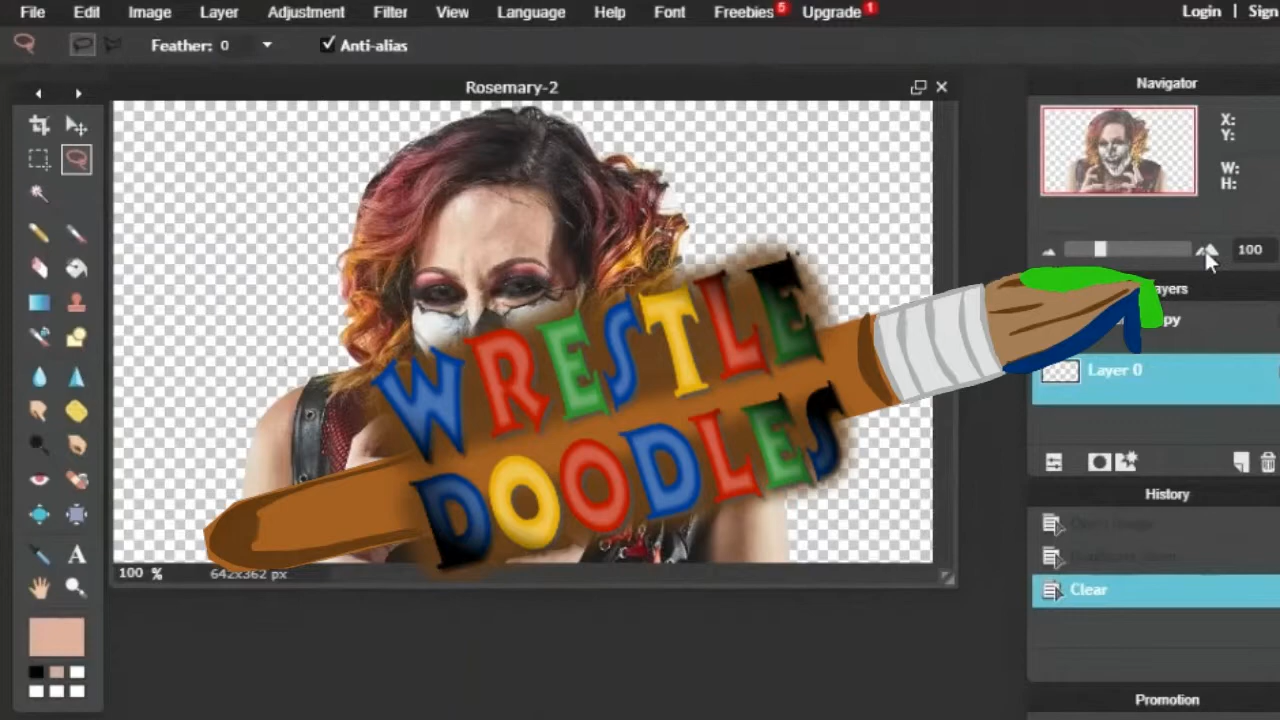 File Edit Image Layer Adjustment Filter View Language Help Font Freebies 5 Upgrade 1 Login | Sign
Feather: 0 Anti-alias
Rosemary-2
Navigator
X:
Y:
W:
H:
100
WRESTLE
DOODLES
ayers
py
Layer 0
History
Clear
100 % 642x362 px
A
Promotion